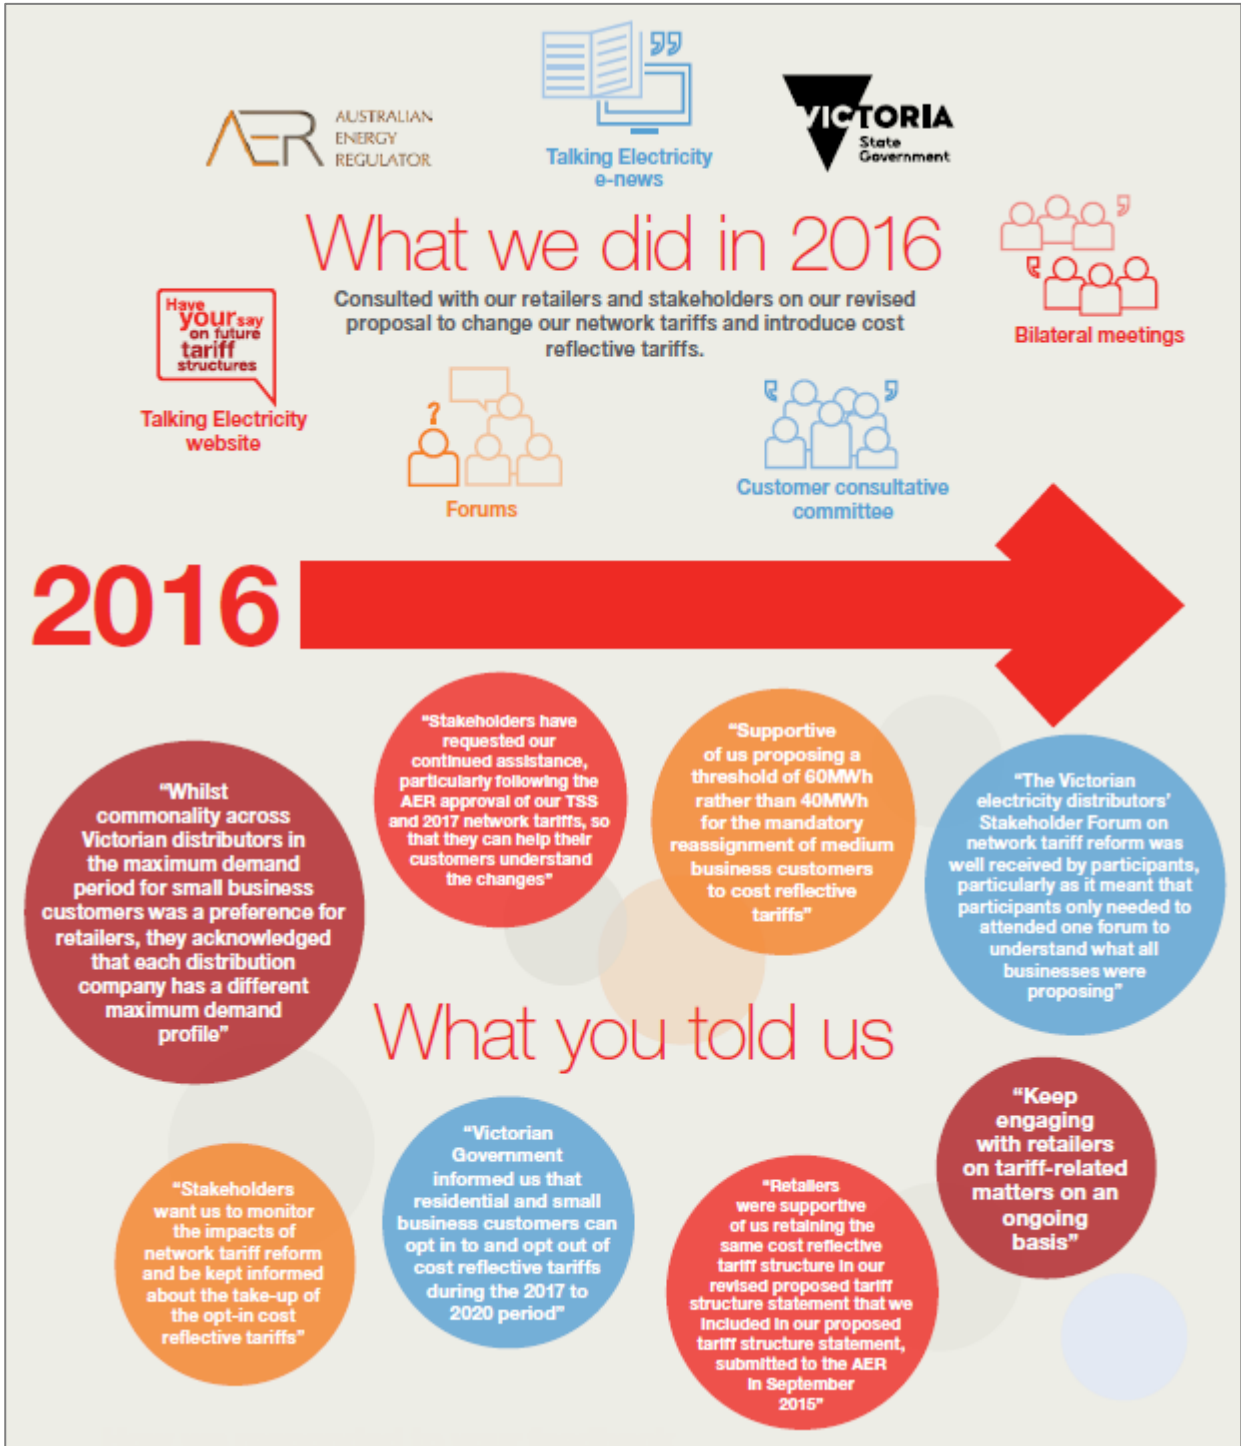 AER
AUSTRALIAN
ENERGY
REGULATOR
Talking Electricity
e-news
VICTORIA
State
Government
What we did in 2016
Consulted with our retailers and stakeholders on our revised
proposal to change our network tariffs and introduce cost
reflective tariffs.
Bilateral meetings
Have
your say
on future
tariff
structures
Talking Electricity
website
?
Forums
Customer consultative
committee
2016
“Whilst
commonality across
Victorian distributors in
the maximum demand
period for small business
customers was a preference for
retailers, they acknowledged
that each distribution
company has a different
maximum demand
profile”
“Stakeholders have
requested our
continued assistance,
particularly following the
AER approval of our TSS
and 2017 network tariffs, so
that they can help their
customers understand
the changes”
“Supportive
of us proposing a
threshold of 60MWh
rather than 40MWh
for the mandatory
reassignment of medium
business customers
to cost reflective
tariffs”
“The Victorian
electricity distributors’
Stakeholder Forum on
network tariff reform was
well received by participants,
particularly as it meant that
participants only needed to
attended one forum to
understand what all
businesses were
proposing”
What you told us
“Stakeholders
want us to monitor
the impacts of
network tariff reform
and be kept informed
about the take-up of
the opt-in cost
reflective tariffs”
“Victorian
Government
informed us that
residential and small
business customers can
opt in to and opt out of
cost reflective tariffs
during the 2017 to
2020 period”
“Retailers
were supportive
of us retaining the
same cost reflective
tariff structure in our
revised proposed tariff
structure statement that we
included in our proposed
tariff structure statement,
submitted to the AER
in September
2015”
“Keep
engaging
with retailers
on tariff-related
matters on an
ongoing
basis”